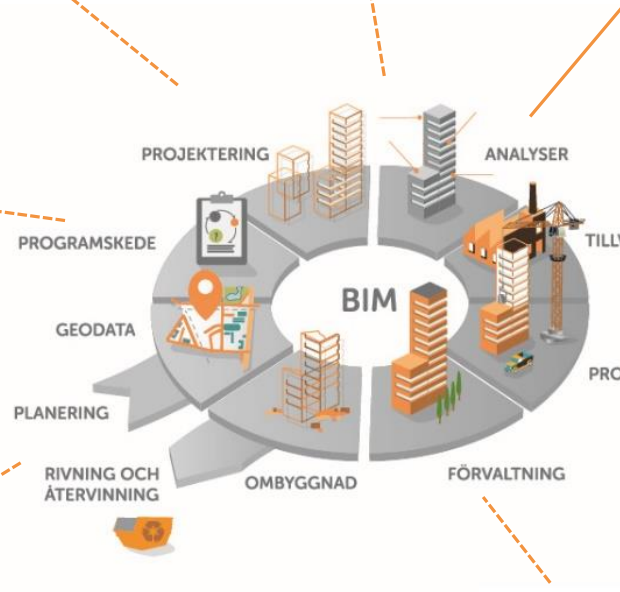 PROJEKTERING
ANALYSER
PROGRAMSKEDE
GEODATA
BIM
PLANERING
RIVNING OCH
ÅTERVINNING
OMBYGGNAD
FÖRVALTNING